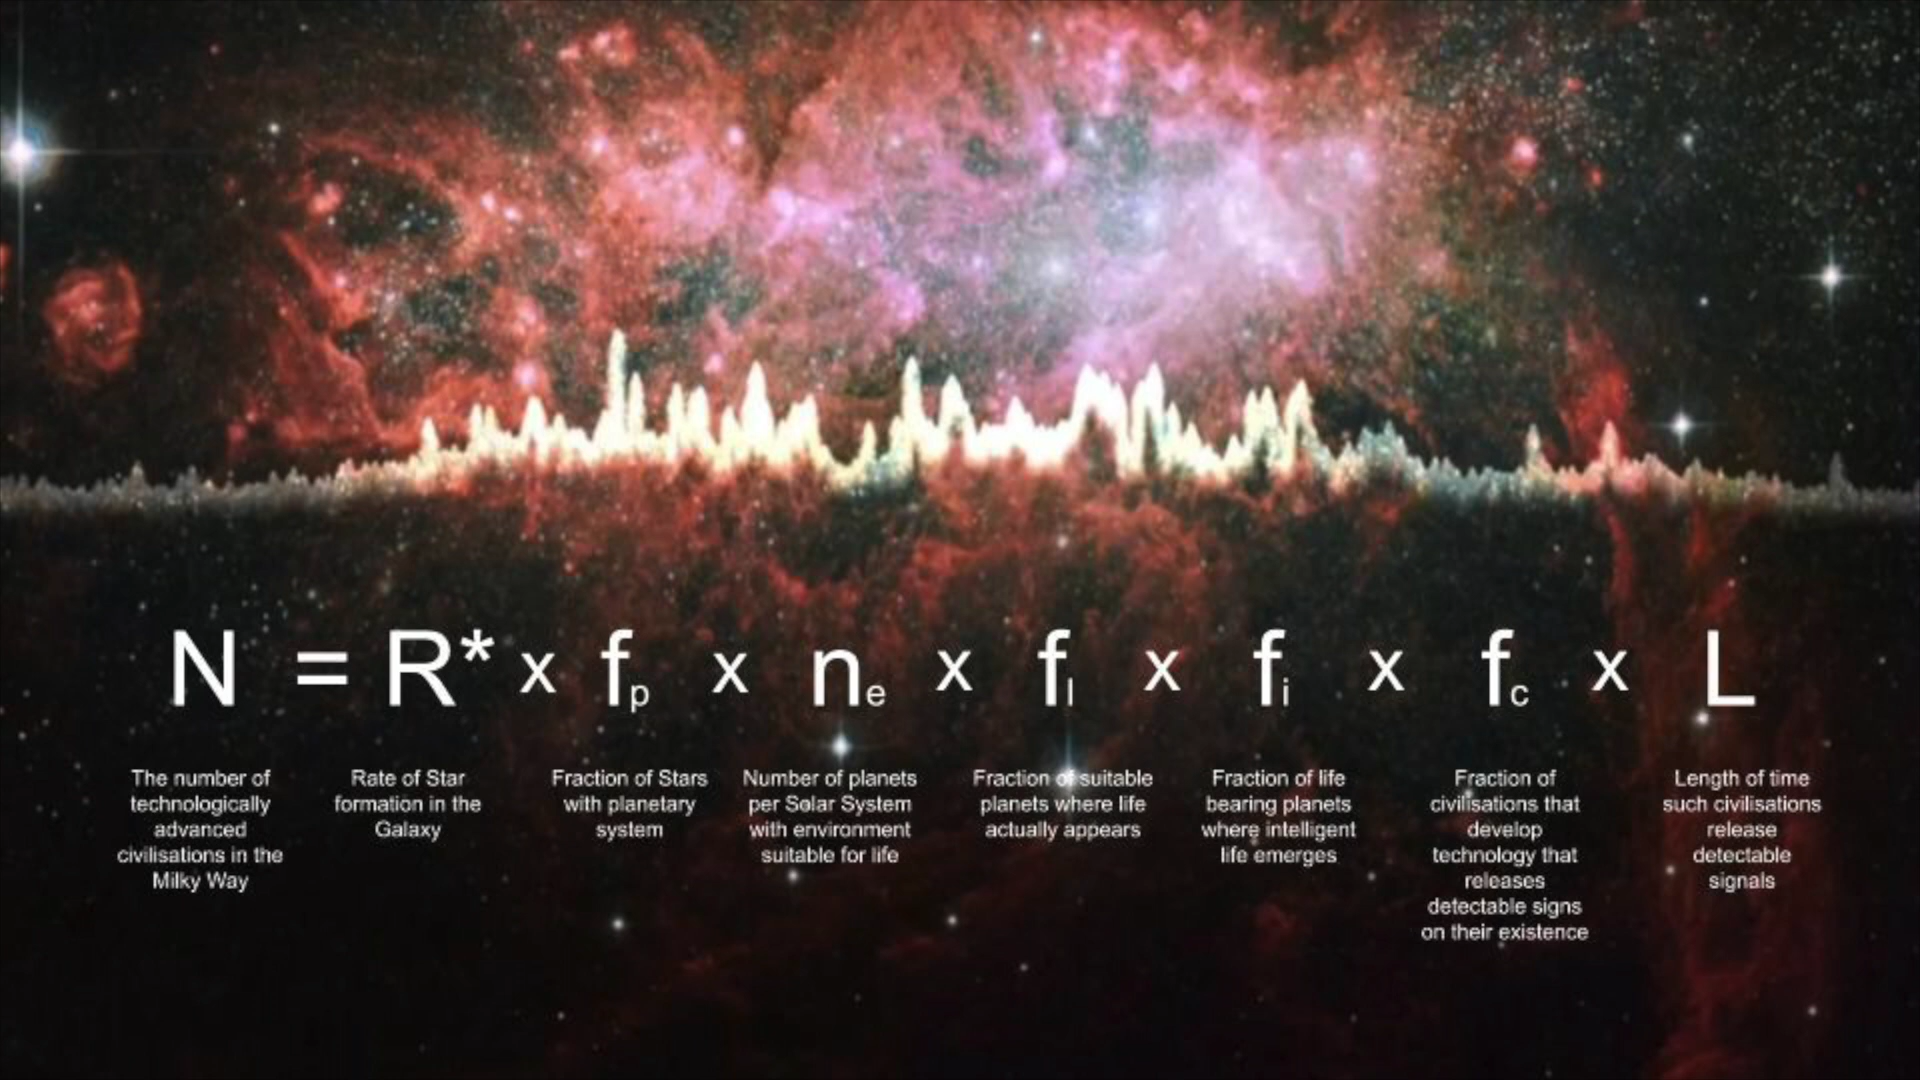 N = R* x fp x ne x fl x fi x fc x L
The number of
technologically
advanced
civilisations in the
Milky Way
Rate of Star
formation in the
Galaxy
Fraction of Stars
with planetary
system
Number of planets
per Solar System
with environment
suitable for life
Fraction of suitable
planets where life
actually appears
Fraction of life
bearing planets
where intelligent
life emerges
Fraction of
civilisations that
develop
technology that
releases
detectable signs
on their existence
Length of time
such civilisations
release
detectable
signals